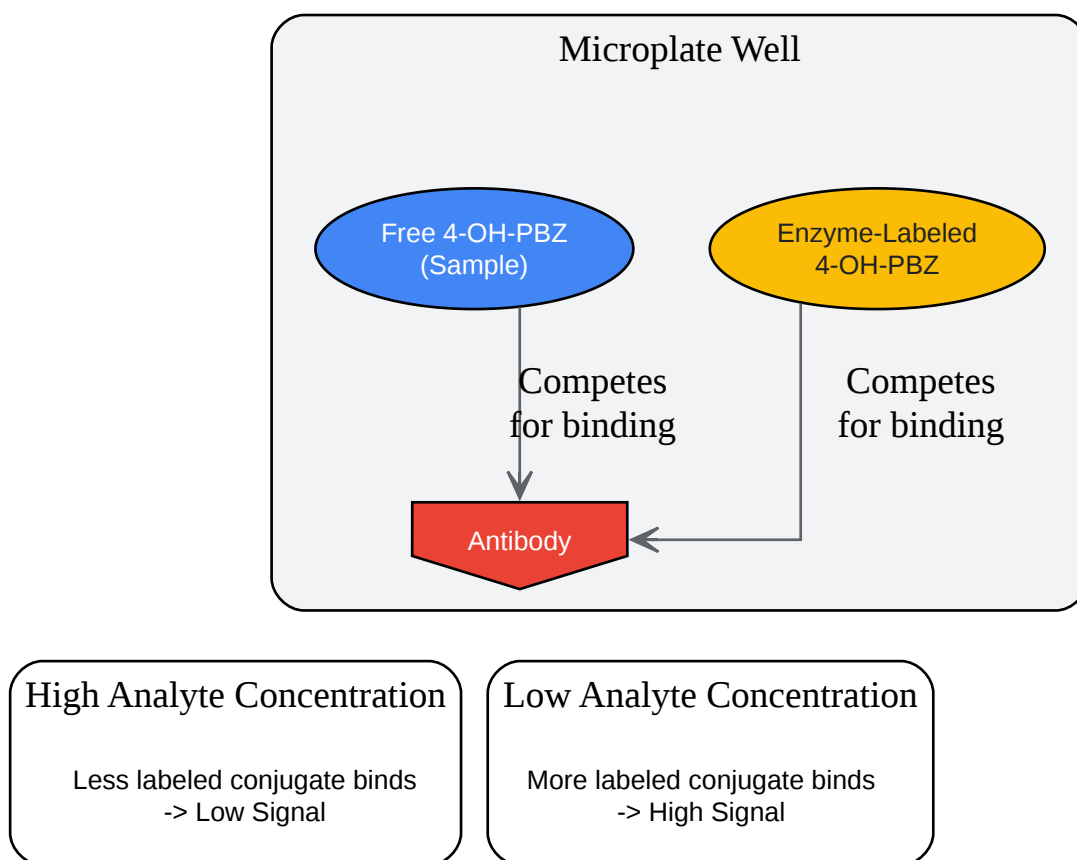 Microplate Well
Free 4-OH-PBZ
(Sample)
Enzyme-Labeled
4-OH-PBZ
Competes
for binding
Competes
for binding
Antibody
High Analyte Concentration
Less labeled conjugate binds
-> Low Signal
Low Analyte Concentration
More labeled conjugate binds
-> High Signal